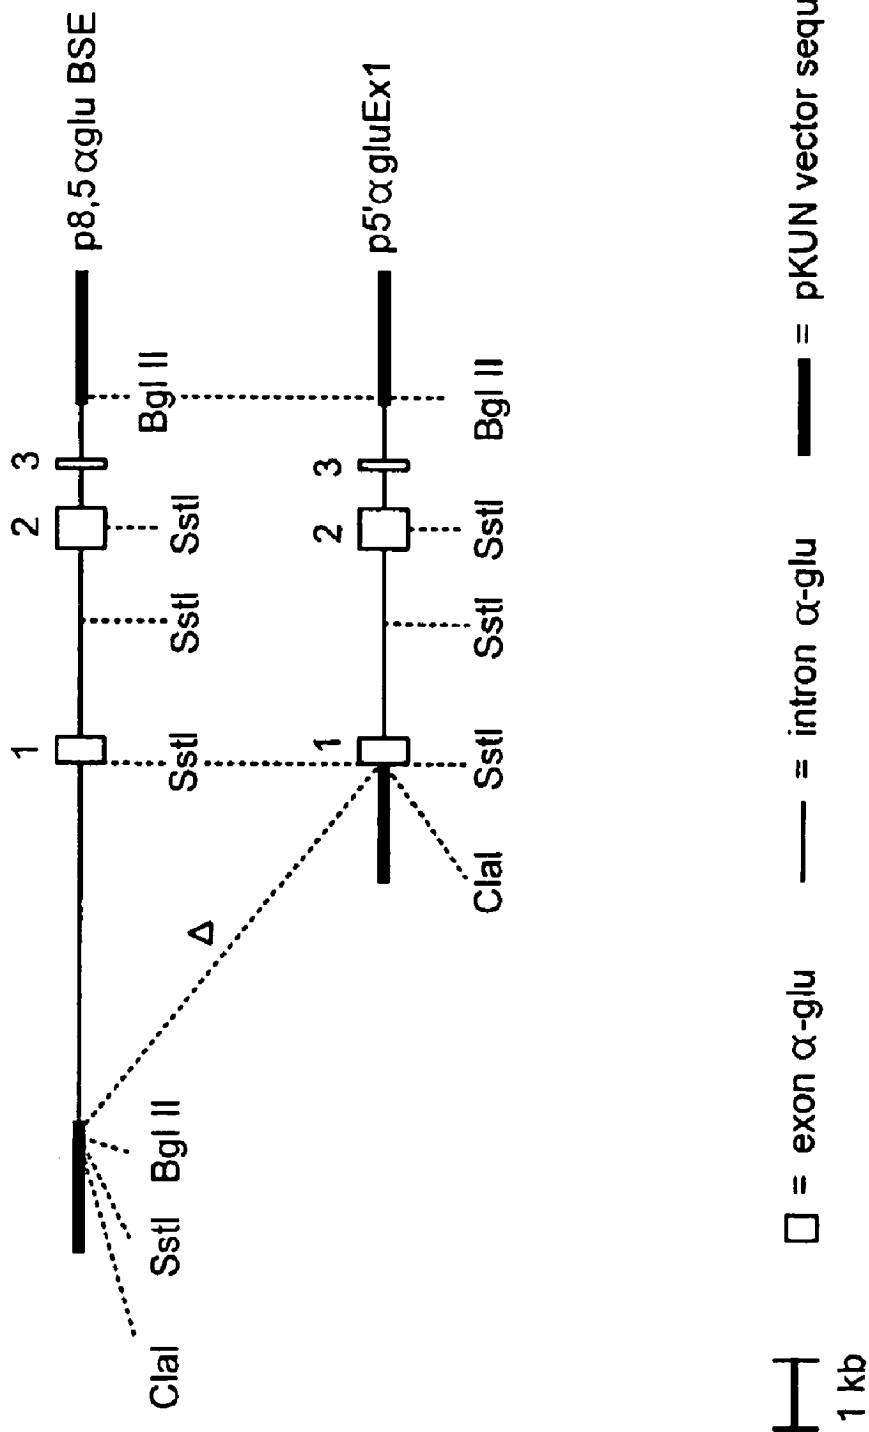 1 2 3
p8,5 αglu BSE
ClaI SstI Bgl II SstI SstI SstI Bgl II
Δ
1 2 3
p5'αgluEx1
ClaI SstI SstI SstI Bgl II
1 kb
= exon α-glu
= intron α-glu
= pKUN vector sequ